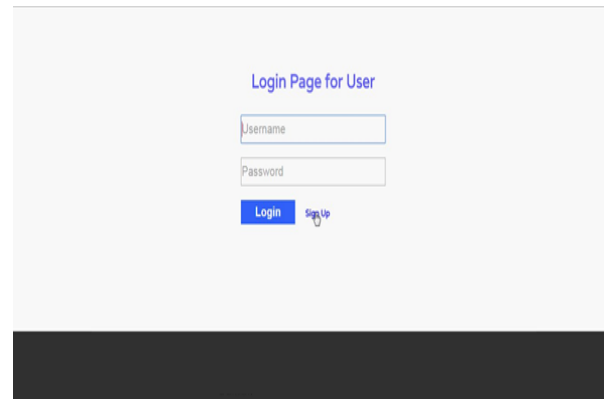 Login Page for User
Username
Password
Login Sign Up